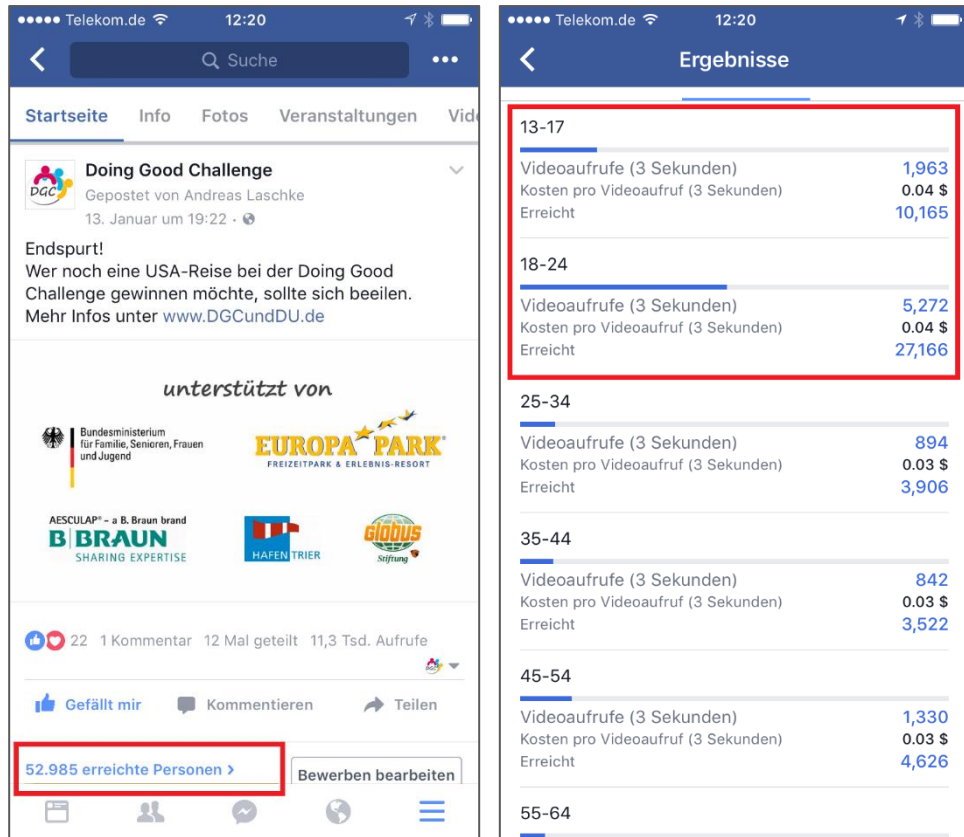 Telekom.de 12:20
Suche
Startseite Info Fotos Veranstaltungen Vid
Doing Good Challenge
Gepostet von Andreas Laschke
13. Januar um 19:22 ·
Endspurt!
Wer noch eine USA-Reise bei der Doing Good
Challenge gewinnen möchte, sollte sich beeilen.
Mehr Infos unter www.DGCundDU.de
unterstützt von
Bundesministerium
für Familie, Senioren, Frauen
und Jugend
EUROPA PARK
FREIZEITPARK & ERLEBNIS-RESORT
AESCULAP® – a B. Braun brand
B BRAUN
SHARING EXPERTISE
HAFEN TRIER
Globus
Stiftung
22 1 Kommentar 12 Mal geteilt 11,3 Tsd. Aufrufe
Gefällt mir Kommentieren Teilen
52.985 erreichte Personen >
Bewerben bearbeiten
Telekom.de 12:20
Ergebnisse
13-17
Videoaufrufe (3 Sekunden) 1,963
Kosten pro Videoaufruf (3 Sekunden) 0.04 $
Erreicht 10,165
18-24
Videoaufrufe (3 Sekunden) 5,272
Kosten pro Videoaufruf (3 Sekunden) 0.04 $
Erreicht 27,166
25-34
Videoaufrufe (3 Sekunden) 894
Kosten pro Videoaufruf (3 Sekunden) 0.03 $
Erreicht 3,906
35-44
Videoaufrufe (3 Sekunden) 842
Kosten pro Videoaufruf (3 Sekunden) 0.03 $
Erreicht 3,522
45-54
Videoaufrufe (3 Sekunden) 1,330
Kosten pro Videoaufruf (3 Sekunden) 0.03 $
Erreicht 4,626
55-64